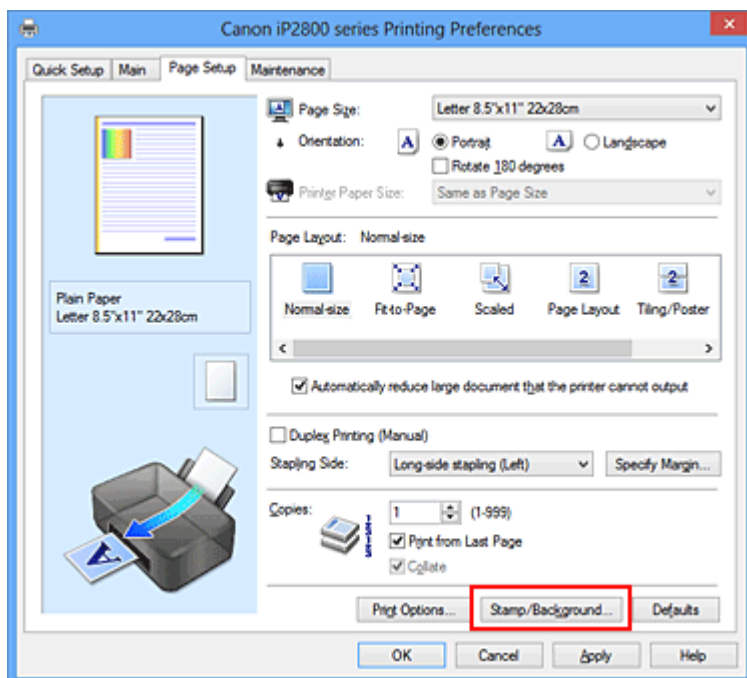 Canon iP2800 series Printing Preferences
Quick Setup Main Page Setup Maintenance
Page Size: Letter 8.5"x11" 22x28cm
Orientation: A Portrait A Landscape
Rotate 180 degrees
Printer Paper Size: Same as Page Size
Page Layout: Normal-size
2 2
Normal-size Fit-to-Page Scaled Page Layout Tiling/Poster
Plain Paper
Letter 8.5"x11" 22x28cm
Automatically reduce large document that the printer cannot output
Duplex Printing (Manual)
Stapling Side: Long-side stapling (Left) Specify Margin...
Copies: 1 (1-999)
Print from Last Page
Collate
A
Print Options... Stamp/Background... Defaults
OK Cancel Apply Help